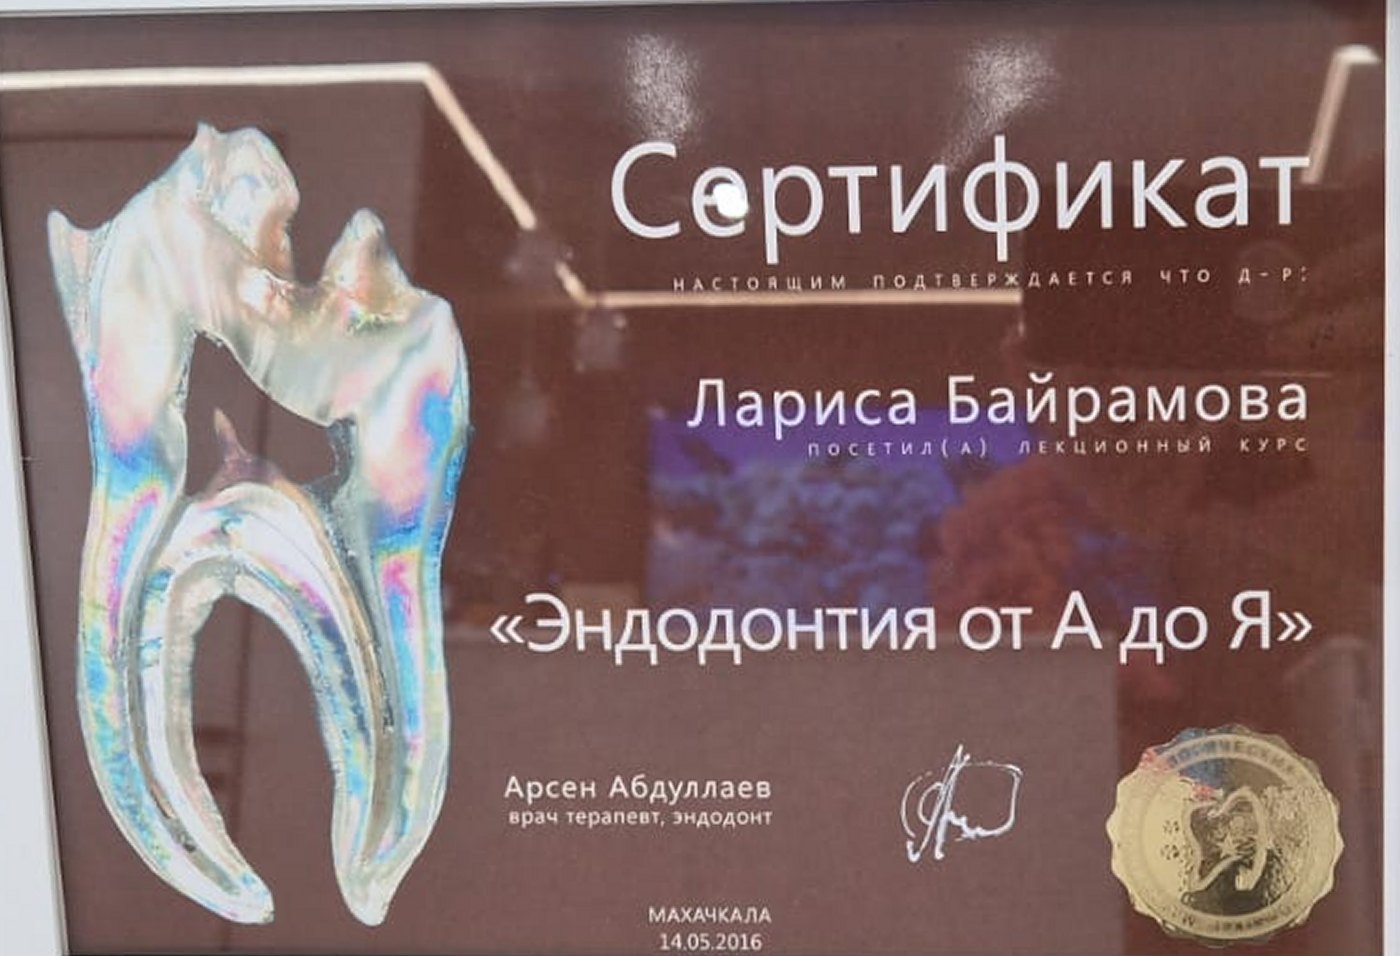 Сертификат
НАСТОЯЩИМ ПОДТВЕРЖДАЕТСЯ ЧТО Д-Р:
Лариса Байрамова
ПОСЕТИЛ(А) ЛЕКЦИОННЫЙ КУРС
«Эндодонтия от А до Я»
Арсен Абдуллаев
врач терапевт, эндодонт
МАХАЧКАЛА
14.05.2016